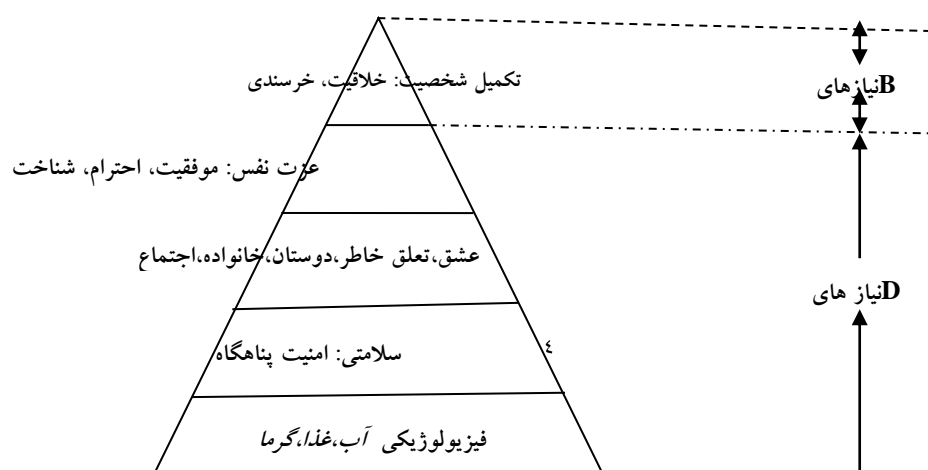 تکمیل شخصیت: خلاقیت، خرسندی
نیازهای B
عزت نفس: موفقیت، احترام، شناخت
عشق،تعلق خاطر،دوستان،خانواده،اجتماع
نیاز های D
سلامتی: امنیت پناهگاه
٤
فیزیولوژیکی آب،غذا،گرما